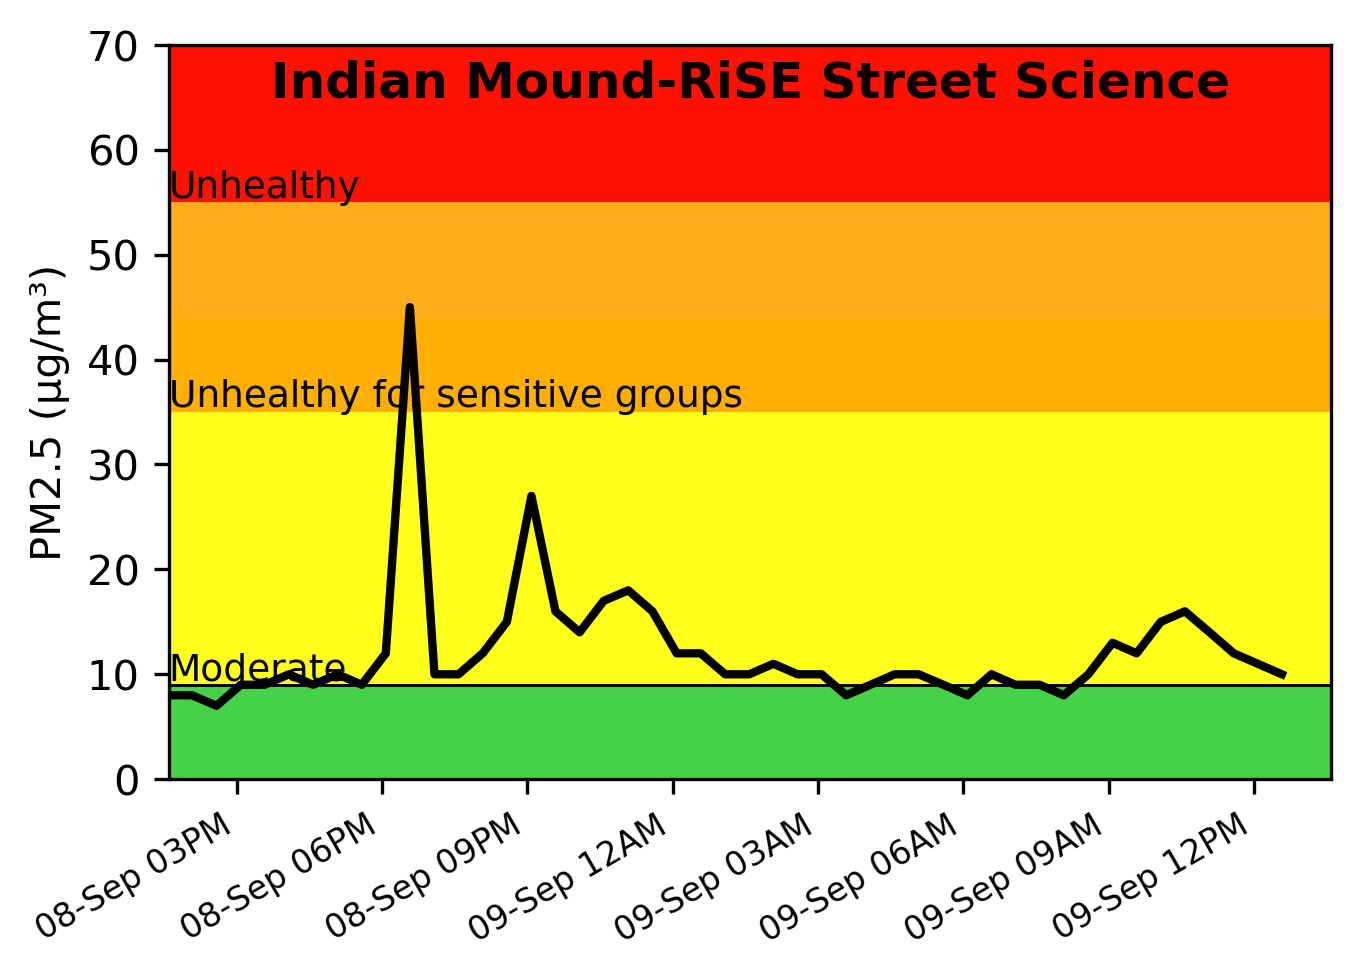 Indian Mound-RiSE Street Science
PM2.5 (µg/m³)
70
60
50
40
30
20
10
0
Unhealthy
Unhealthy for sensitive groups
Moderate
08-Sep 03PM
08-Sep 06PM
08-Sep 09PM
09-Sep 12AM
09-Sep 03AM
09-Sep 06AM
09-Sep 09AM
09-Sep 12PM